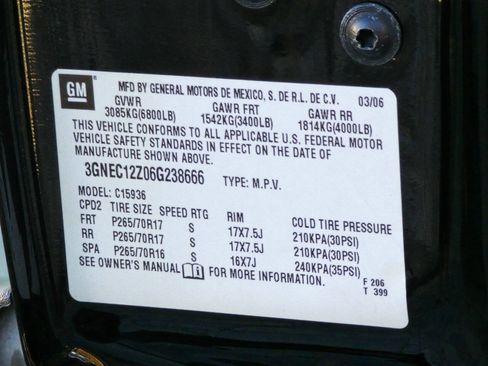 GM MFD BY GENERAL MOTORS DE MEXICO, S. DE R.L. DE C.V. 03/06
GVWR GAWR FRT GAWR RR
3085KG(6800LB) 1542KG(3400LB) 1814KG(4000LB)
THIS VEHICLE CONFORMS TO ALL APPLICABLE U.S. FEDERAL MOTOR
VEHICLE SAFETY STANDARDS IN EFFECT ON THE DATE OF
MANUFACTURE SHOWN ABOVE.
3GNEC12Z06G238666 TYPE: M.P.V.
MODEL: C15936
CPD2 TIRE SIZE SPEED RTG RIM COLD TIRE PRESSURE
FRT P265/70R17 S 17X7.5J 210KPA(30PSI)
RR P265/70R17 S 17X7.5J 210KPA(30PSI)
SPA P265/70R16 S 16X7J 240KPA(35PSI)
SEE OWNER'S MANUAL FOR MORE INFORMATION.
F 206
T 399